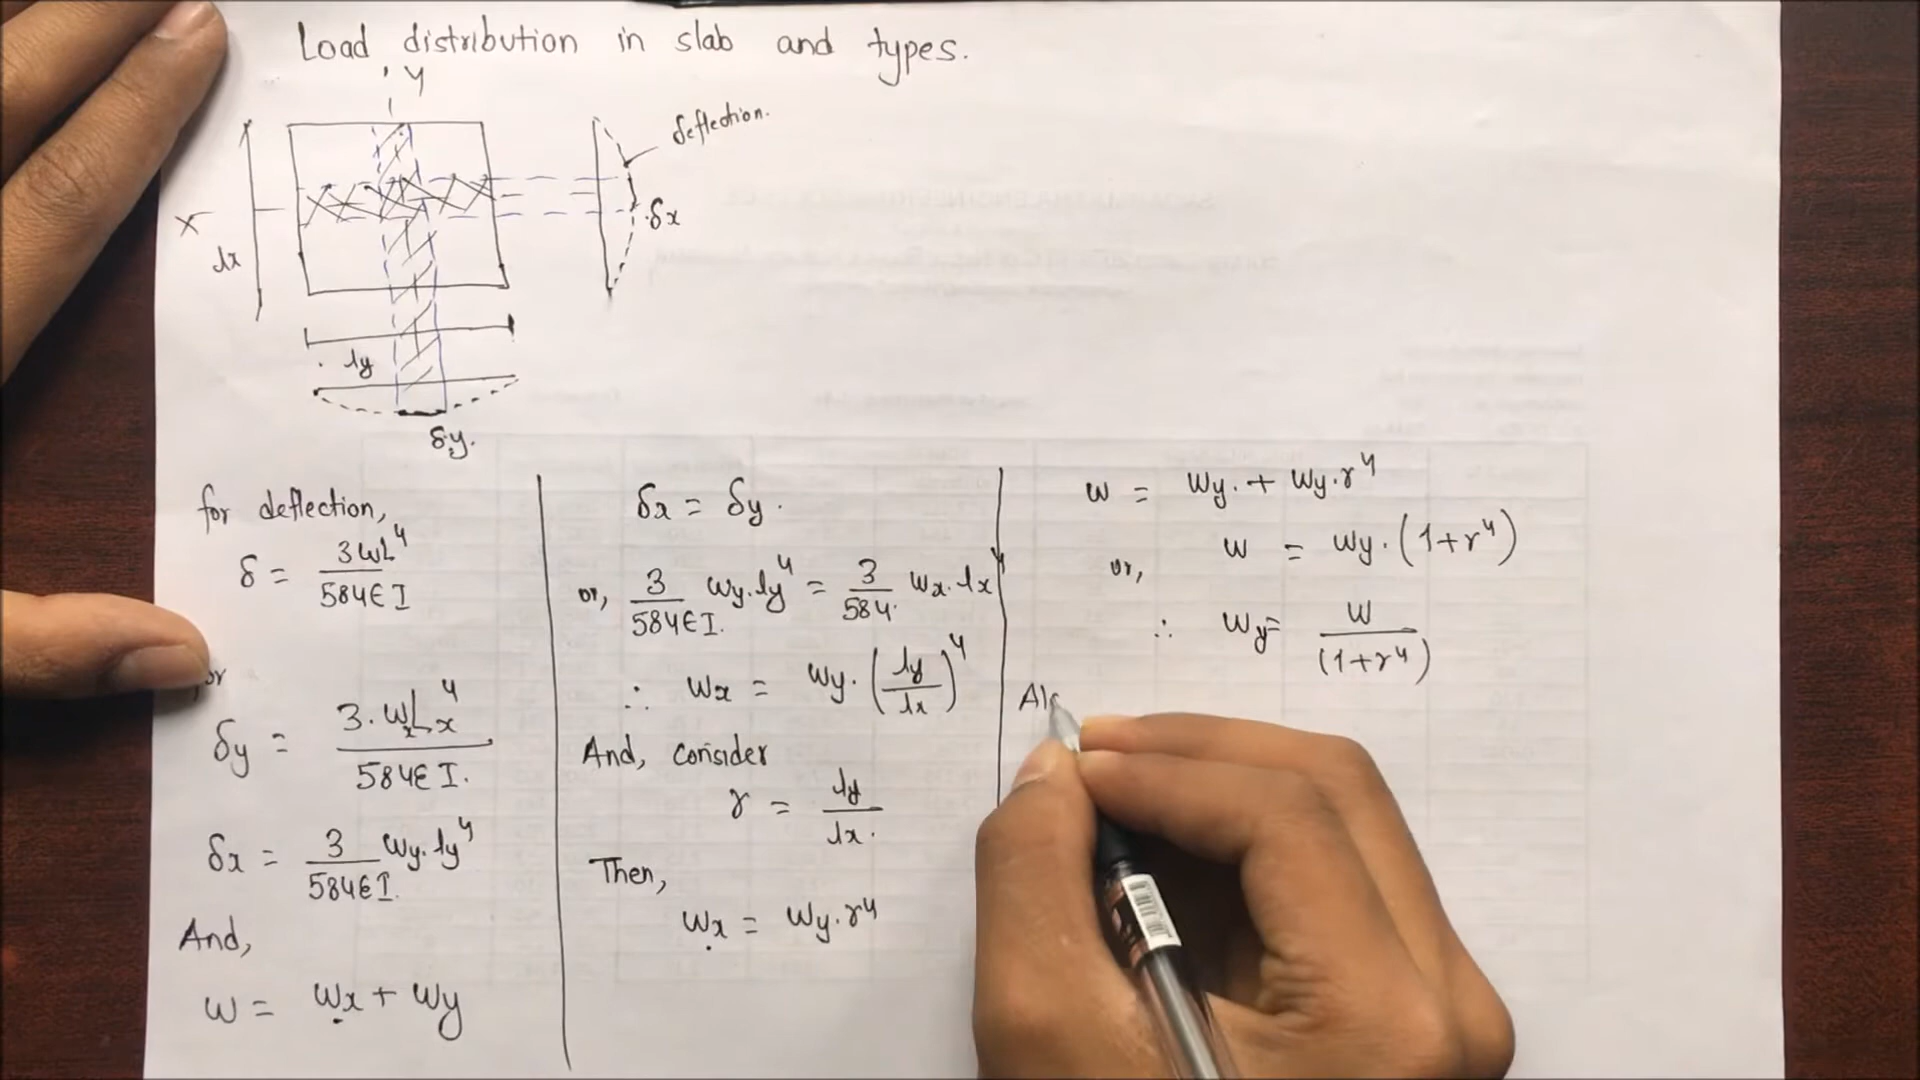 Load distribution in slab and types.
y
deflection.
x
lx
δx
ly
δy.
for deflection,
δ = 3wL⁴ / 584EI
for
δy = 3.wₓLₓ⁴ / 584EI.
δx = 3 / 584EI. wy.ly⁴
And,
w = wx + wy
δx = δy.
or, 3 / 584EI. wy.ly⁴ = 3 / 584. wx.lx⁴
∴ wx = wy.(ly / lx)⁴
And, consider
r = ly / lx.
Then,
wx = wy.r⁴
w = wy. + wy.r⁴
or, w = wy.(1+r⁴)
∴ wy = w / (1+r⁴)
Als